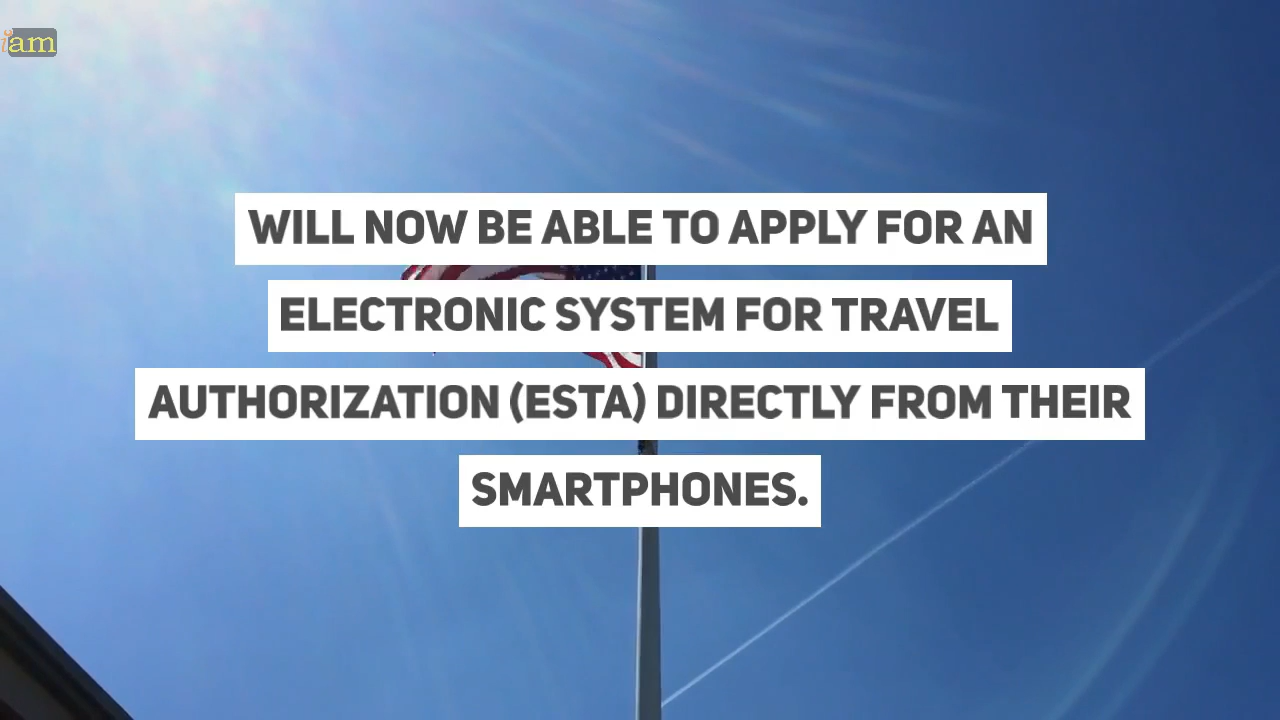 iam
WILL NOW BE ABLE TO APPLY FOR AN
ELECTRONIC SYSTEM FOR TRAVEL
AUTHORIZATION (ESTA) DIRECTLY FROM THEIR
SMARTPHONES.